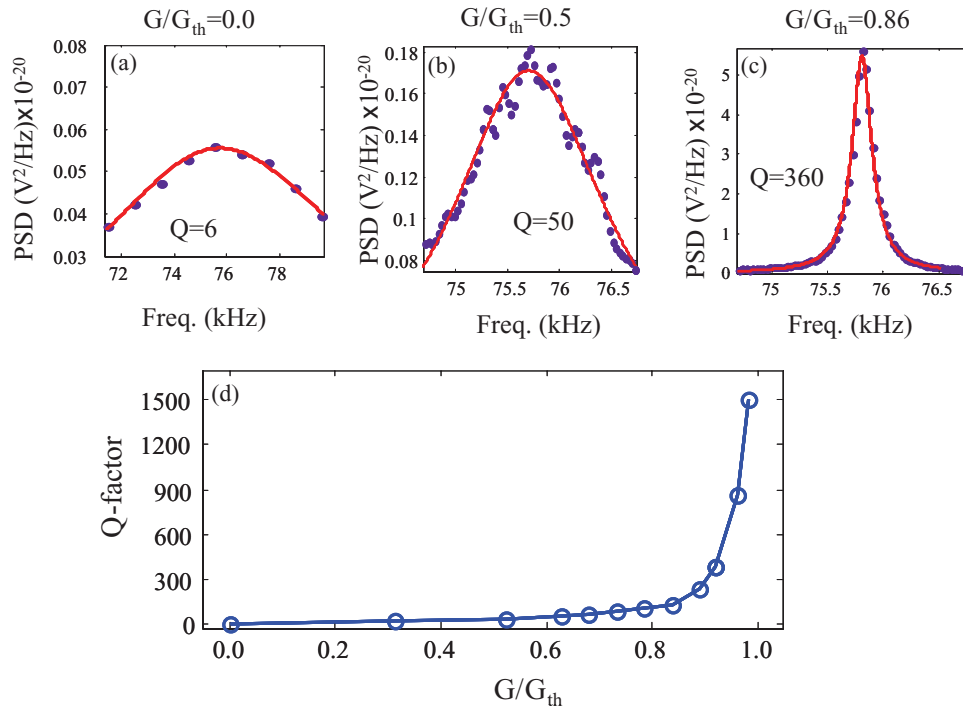 G/Gth=0.0
G/Gth=0.5
G/Gth=0.86
(a)
PSD (V²/Hz)x10⁻²⁰
0.08
0.07
0.06
0.05
0.04
0.03
Q=6
72 74 76 78
Freq. (kHz)
(b)
PSD (V²/Hz) x10⁻²⁰
0.18
0.16
0.14
0.12
0.1
0.08
Q=50
75 75.5 76 76.5
Freq. (kHz)
(c)
PSD (V²/Hz) x10⁻²⁰
5
4
3
2
1
0
Q=360
75 75.5 76 76.5
Freq. (kHz)
(d)
Q-factor
1500
1200
900
600
300
0
0.0 0.2 0.4 0.6 0.8 1.0
G/Gth